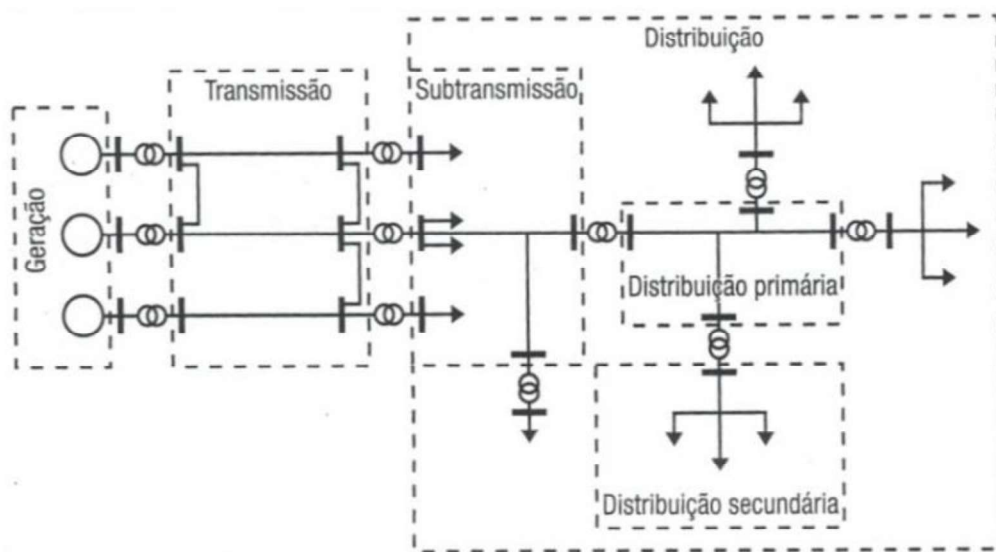 Distribuição
Transmissão
Subtransmissão
Geração
Distribuição primária
Distribuição secundária